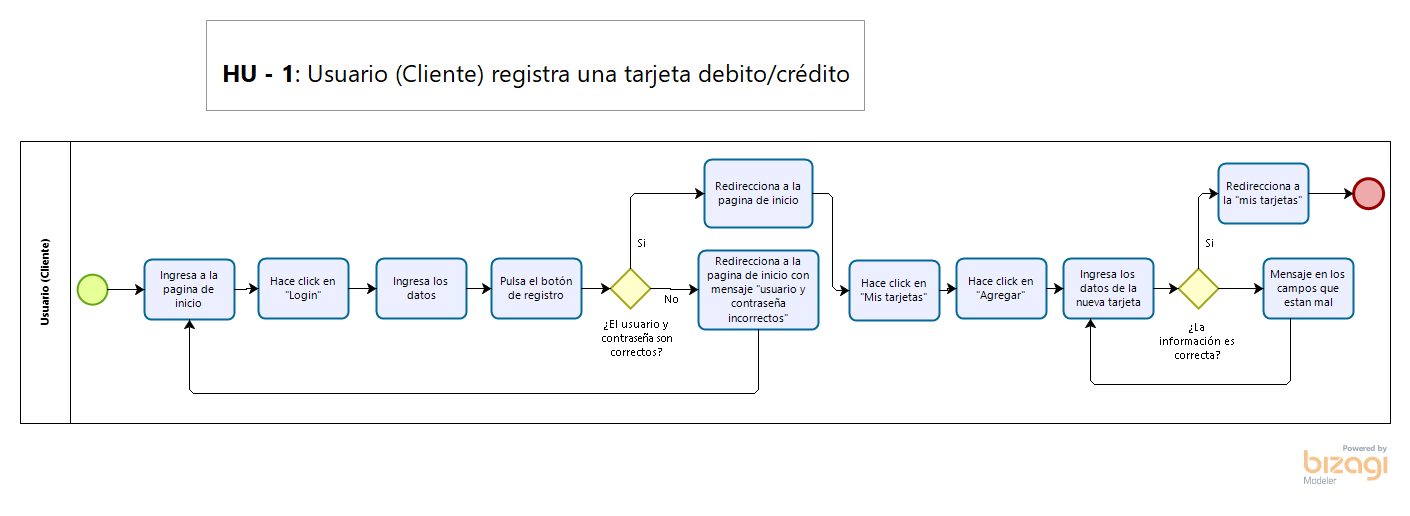 HU - 1: Usuario (Cliente) registra una tarjeta debito/crédito
Usuario (Cliente)
Ingresa a la
pagina de
inicio
Hace click en
"Login"
Ingresa los
datos
Pulsa el botón
de registro
¿El usuario y
contraseña son
correctos?
Si
No
Redirecciona a la
pagina de inicio
Redirecciona a la
pagina de inicio con
mensaje "usuario y
contraseña
incorrectos"
Hace click en
"Mis tarjetas"
Hace click en
"Agregar"
Ingresa los
datos de la
nueva tarjeta
¿La
información es
correcta?
Si
Redirecciona a
la "mis tarjetas"
Mensaje en los
campos que
estan mal
Powered by
bizagi
Modeler